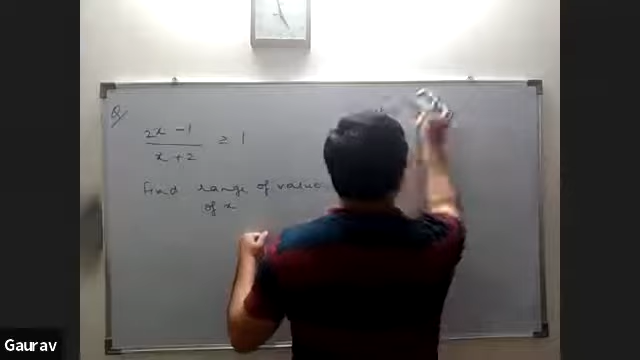 Q/
2x - 1
x + 2
≥ 1
find range of value
of x
Gaurav